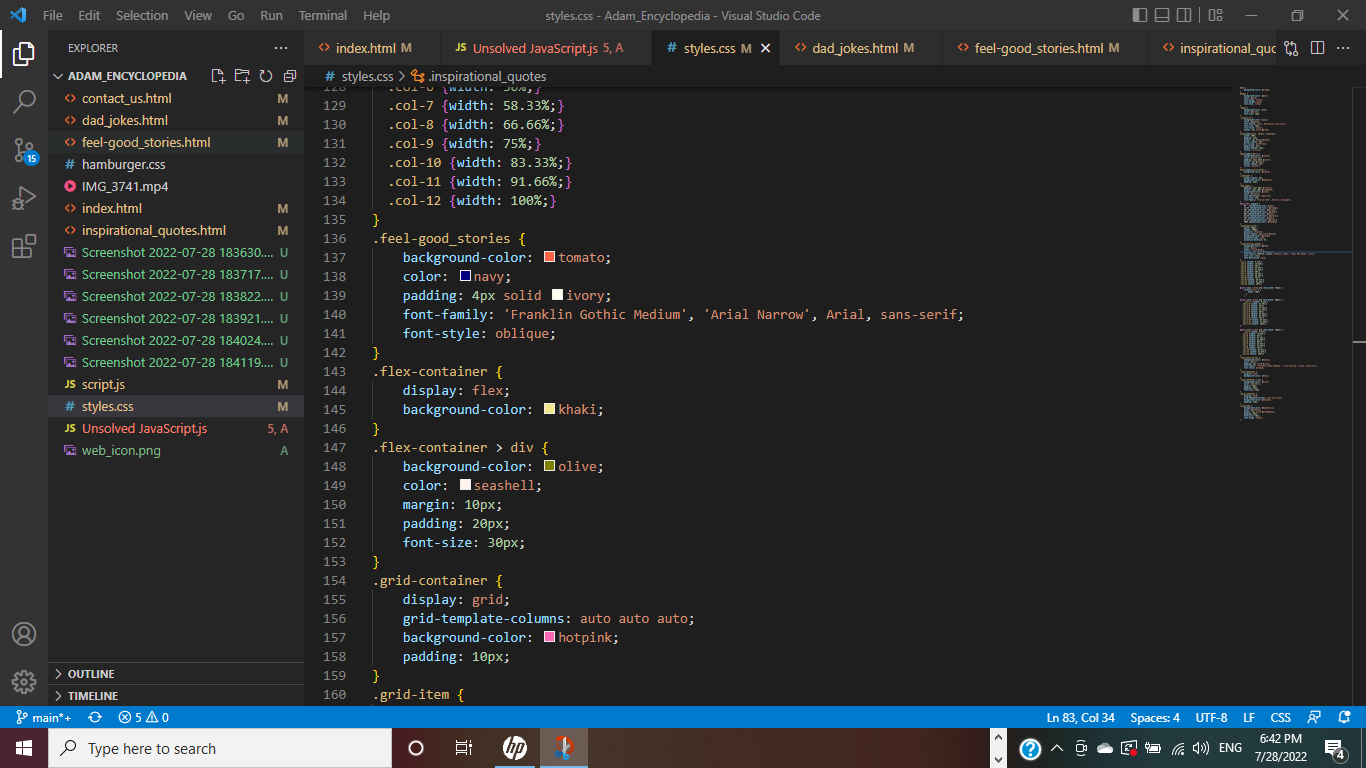 File Edit Selection View Go Run Terminal Help styles.css - Adam_Encyclopedia - Visual Studio Code
EXPLORER
index.html M
JS Unsolved JavaScript.js 5, A
# styles.css M
dad_jokes.html M
feel-good_stories.html M
inspirational_quo
ADAM_ENCYCLOPEDIA
# styles.css > .inspirational_quotes
contact_us.html M
dad_jokes.html M
feel-good_stories.html M
# hamburger.css
IMG_3741.mp4
index.html M
inspirational_quotes.html M
Screenshot 2022-07-28 183630.... U
Screenshot 2022-07-28 183717.... U
Screenshot 2022-07-28 183822.... U
Screenshot 2022-07-28 183921.... U
Screenshot 2022-07-28 184024.... U
Screenshot 2022-07-28 184119.... U
JS script.js M
# styles.css M
JS Unsolved JavaScript.js 5, A
web_icon.png A
OUTLINE
TIMELINE
15
128 .col-6 {width: 50%;}
129 .col-7 {width: 58.33%;}
130 .col-8 {width: 66.66%;}
131 .col-9 {width: 75%;}
132 .col-10 {width: 83.33%;}
133 .col-11 {width: 91.66%;}
134 .col-12 {width: 100%;}
135 }
136 .feel-good_stories {
137 background-color: tomato;
138 color: navy;
139 padding: 4px solid ivory;
140 font-family: 'Franklin Gothic Medium', 'Arial Narrow', Arial, sans-serif;
141 font-style: oblique;
142 }
143 .flex-container {
144 display: flex;
145 background-color: khaki;
146 }
147 .flex-container > div {
148 background-color: olive;
149 color: seashell;
150 margin: 10px;
151 padding: 20px;
152 font-size: 30px;
153 }
154 .grid-container {
155 display: grid;
156 grid-template-columns: auto auto auto;
157 background-color: hotpink;
158 padding: 10px;
159 }
160 .grid-item {
main*+ 5 0 Ln 83, Col 34 Spaces: 4 UTF-8 LF CSS
Type here to search
hp
ENG
6:42 PM
7/28/2022
4